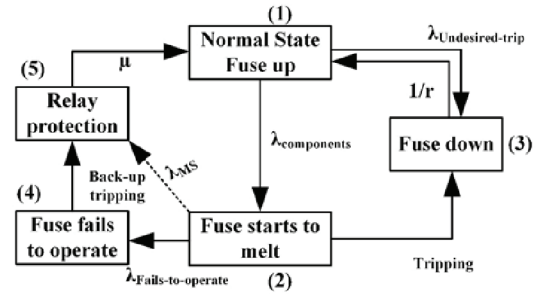 (1)
Normal State
Fuse up
λUndesired-trip
(5)
μ
1/r
Relay
protection
λcomponents
Fuse down
(3)
λMS
Back-up
tripping
(4)
Fuse fails
to operate
Fuse starts to
melt
Tripping
λFails-to-operate
(2)